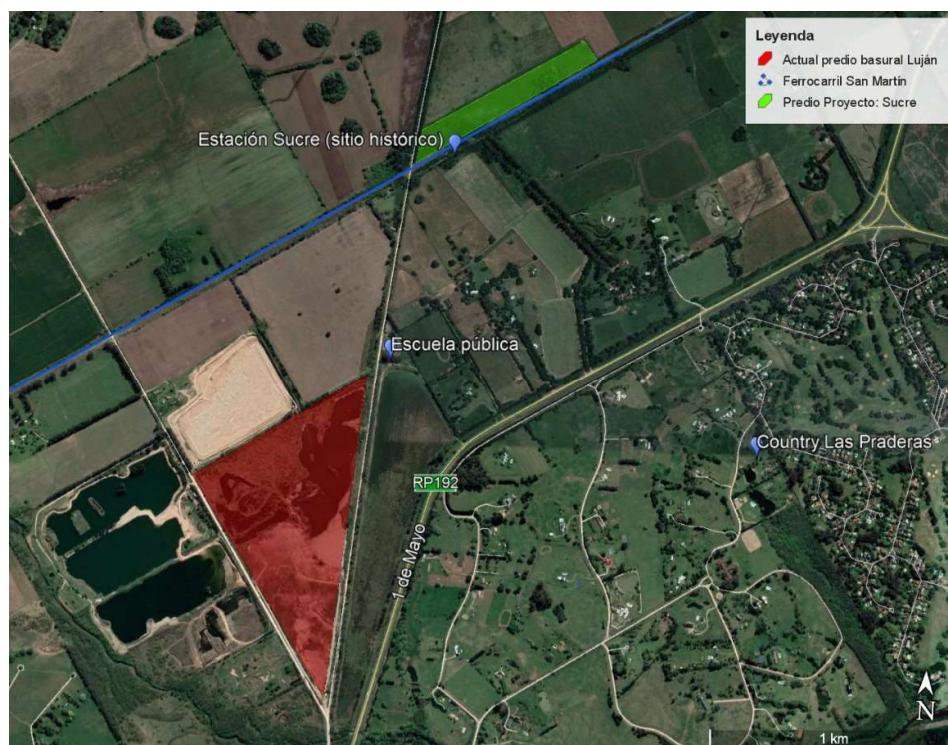 Leyenda
Actual predio basural Luján
Ferrocarril San Martín
Predio Proyecto: Sucre
Estación Sucre (sitio histórico)
Escuela pública
Country Las Praderas
RP192
1 de Mayo
N
1 km